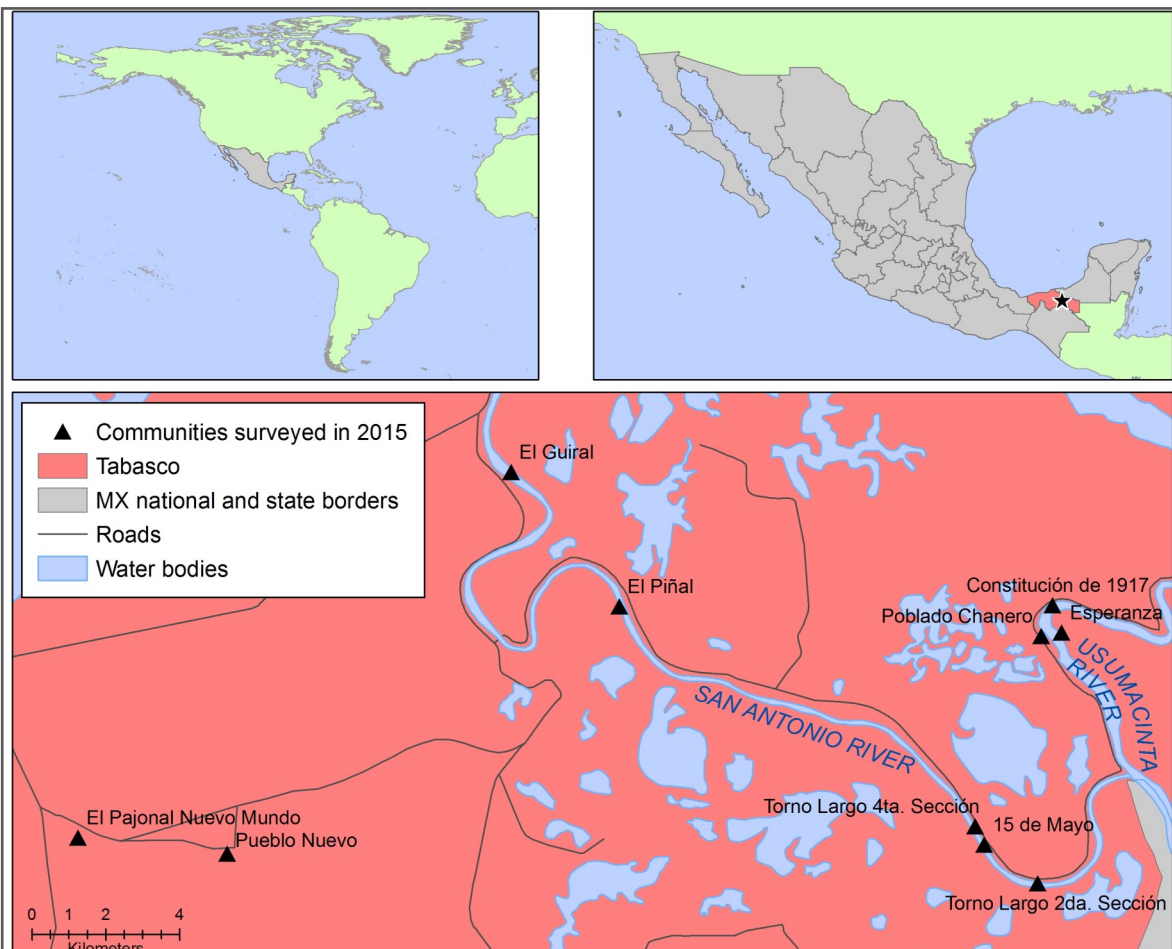 Communities surveyed in 2015
Tabasco
MX national and state borders
Roads
Water bodies
El Guiral
El Piñal
Constitución de 1917
Poblado Chanero
Esperanza
USUMACINTA
RIVER
SAN ANTONIO RIVER
Torno Largo 4ta. Sección
15 de Mayo
El Pajonal Nuevo Mundo
Pueblo Nuevo
Torno Largo 2da. Sección
0 1 2 4
Kilometers